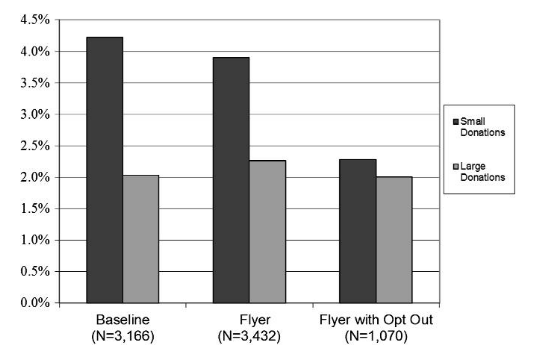 4.5%
4.0%
3.5%
3.0%
2.5%
2.0%
1.5%
1.0%
0.5%
0.0%
Small
Donations
Large
Donations
Baseline
(N=3,166)
Flyer
(N=3,432)
Flyer with Opt Out
(N=1,070)